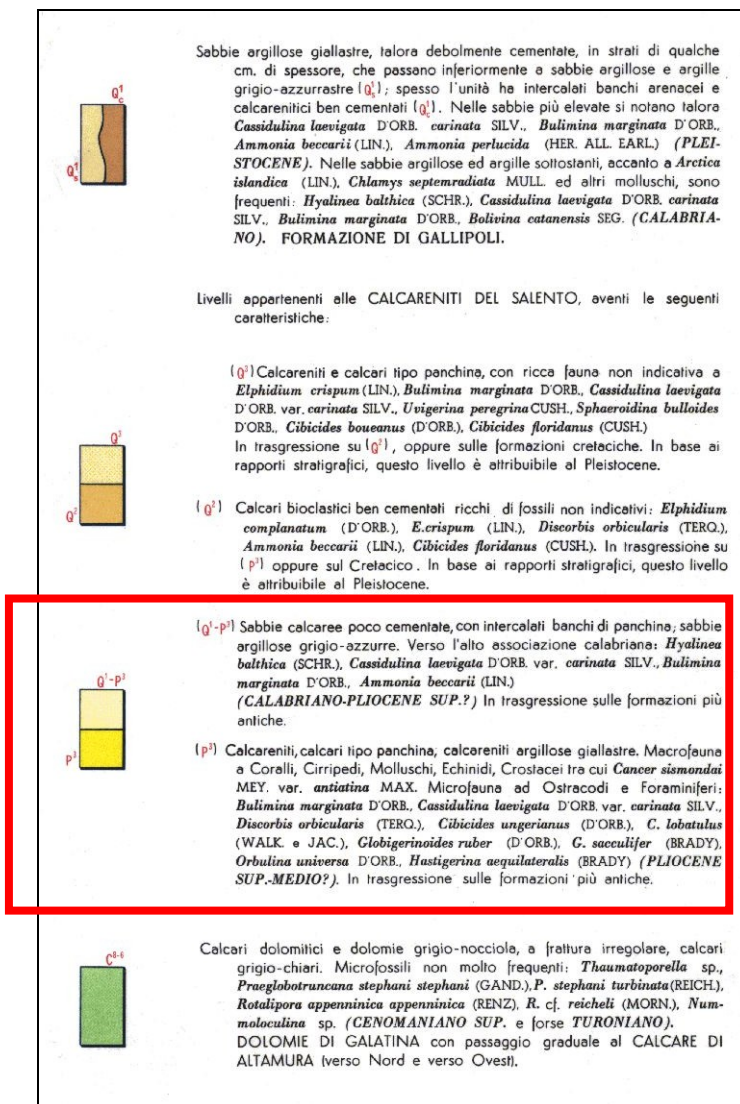 Sabbie argillose giallastre, talora debolmente cementate, in strati di qualche
cm. di spessore, che passano inferiormente a sabbie argillose e argille
Q¹c
grigio-azzurrastre (Q¹s); spesso l'unità ha intercalati banchi arenacei e
calcarenitici ben cementati (Q¹c). Nelle sabbie più elevate si notano talora
Cassidulina laevigata D'ORB. carinata SILV., Bulimina marginata D'ORB.,
Ammonia beccarii (LIN.), Ammonia perlucida (HER. ALL. EARL.) (PLEI-
Q¹s
STOCENE). Nelle sabbie argillose ed argille sottostanti, accanto a Arctica
islandica (LIN.), Chlamys septemradiata MULL. ed altri molluschi, sono
frequenti: Hyalinea balthica (SCHR.), Cassidulina laevigata D'ORB. carinata
SILV., Bulimina marginata D'ORB., Bolivina catanensis SEG. (CALABRIA-
NO). FORMAZIONE DI GALLIPOLI.
Livelli appartenenti alle CALCARENITI DEL SALENTO, aventi le seguenti
caratteristiche:
(Q³) Calcareniti e calcari tipo panchina, con ricca fauna non indicativa a
Elphidium crispum (LIN.), Bulimina marginata D'ORB., Cassidulina laevigata
D'ORB. var. carinata SILV., Uvigerina peregrina CUSH., Sphaeroidina bulloides
D'ORB., Cibicides boueanus (D'ORB.), Cibicides floridanus (CUSH.)
Q³
In trasgressione su (Q²), oppure sulle formazioni cretaciche. In base ai
rapporti stratigrafici, questo livello è attribuibile al Pleistocene.
Q²
(Q²) Calcari bioclastici ben cementati ricchi di fossili non indicativi: Elphidium
complanatum (D'ORB.), E.crispum (LIN.), Discorbis orbicularis (TERQ.),
Ammonia beccarii (LIN.), Cibicides floridanus (CUSH.). In trasgressione su
(P³) oppure sul Cretacico. In base ai rapporti stratigrafici, questo livello
è attribuibile al Pleistocene.
(Q¹-P³) Sabbie calcaree poco cementate, con intercalati banchi di panchina; sabbie
argillose grigio-azzurre. Verso l'alto associazione calabriana: Hyalinea
balthica (SCHR.), Cassidulina laevigata D'ORB. var. carinata SILV., Bulimina
Q¹-P³
marginata D'ORB., Ammonia beccarii (LIN.)
(CALABRIANO-PLIOCENE SUP.?) In trasgressione sulle formazioni più
antiche.
P³
(P³) Calcareniti, calcari tipo panchina; calcareniti argillose giallastre. Macrofauna
a Coralli, Cirripedi, Molluschi, Echinidi, Crostacei tra cui Cancer sismondai
MEY. var. antiatina MAX. Microfauna ad Ostracodi e Foraminiferi:
Bulimina marginata D'ORB., Cassidulina laevigata D'ORB. var. carinata SILV.,
Discorbis orbicularis (TERQ.), Cibicides ungerianus (D'ORB.), C. lobatulus
(WALK. e JAC.), Globigerinoides ruber (D'ORB.), G. sacculifer (BRADY),
Orbulina universa D'ORB., Hastigerina aequilateralis (BRADY) (PLIOCENE
SUP.-MEDIO?). In trasgressione sulle formazioni più antiche.
Calcari dolomitici e dolomie grigio-nocciola, a frattura irregolare, calcari
C⁸⁻⁶
grigio-chiari. Microfossili non molto frequenti: Thaumatoporella sp.,
Praeglobotruncana stephani stephani (GAND.), P. stephani turbinata (REICH.),
Rotalipora appenninica appenninica (RENZ), R. cf. reicheli (MORN.), Num-
moloculina sp. (CENOMANIANO SUP. e forse TURONIANO).
DOLOMIE DI GALATINA con passaggio graduale al CALCARE DI
ALTAMURA (verso Nord e verso Ovest).